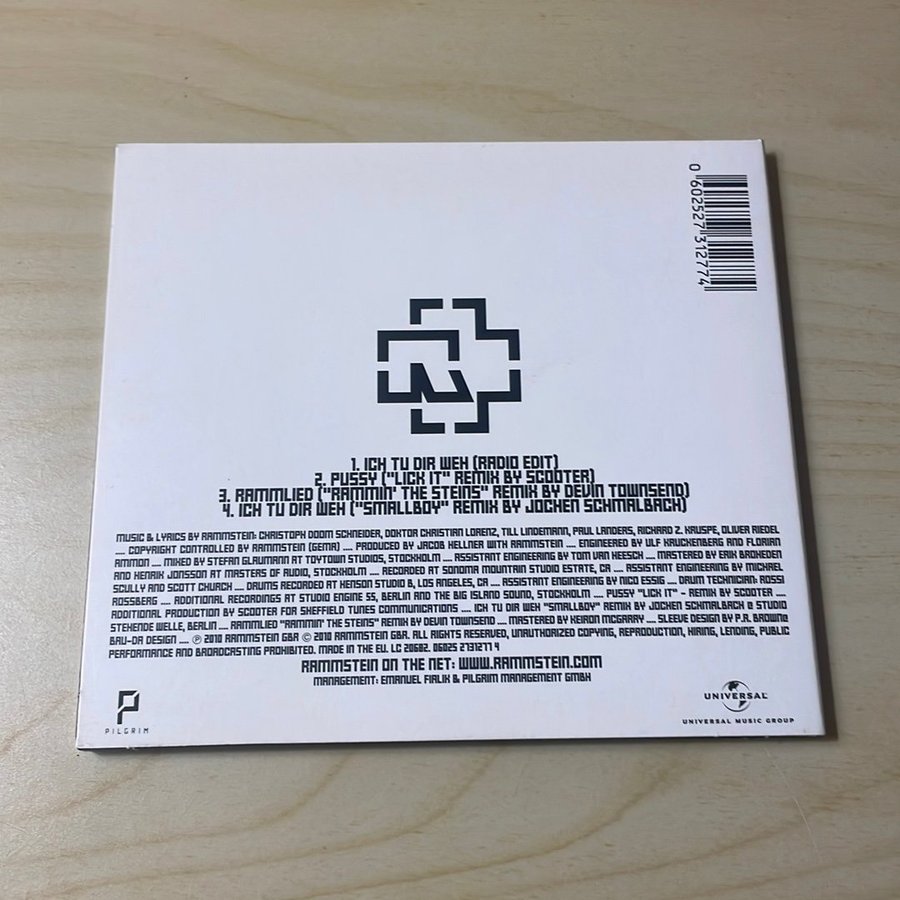 0 602527 312774
1. ICH TU DIR WEH (RADIO EDIT)
2. PUSSY ("LICK IT" REMIX BY SCOOTER)
3. RAMMLIED ("RAMMIN' THE STEINS" REMIX BY DEVIN TOWNSEND)
4. ICH TU DIR WEH ("SMALLBOY" REMIX BY JOCHEN SCHMALBACH)
MUSIC & LYRICS BY RAMMSTEIN: CHRISTOPH DOOM SCHNEIDER, DOKTOR CHRISTIAN LORENZ, TILL LINDEMANN, PAUL LANDERS, RICHARD Z. KRUSPE, OLIVER RIEDEL
.... COPYRIGHT CONTROLLED BY RAMMSTEIN (GEMA) .... PRODUCED BY JACOB HELLNER WITH RAMMSTEIN .... ENGINEERED BY ULF KRUCKENBERG AND FLORIAN
AMMON .... MIXED BY STEFAN GLAUMANN AT TOYTOWN STUDIOS, STOCKHOLM .... ASSISTANT ENGINEERING BY TOM VAN HEESCH .... MASTERED BY ERIK BROHEDEN
AND HENRIK JONSSON AT MASTERS OF AUDIO, STOCKHOLM .... RECORDED AT SONOMA MOUNTAIN STUDIO ESTATE, CA .... ASSISTANT ENGINEERING BY MICHAEL
SCULLY AND SCOTT CHURCH .... DRUMS RECORDED AT HENSON STUDIO B, LOS ANGELES, CA .... ASSISTANT ENGINEERING BY NICO ESSIG .... DRUM TECHNICIAN: ROSSI
ROSSBERG .... ADDITIONAL RECORDINGS AT STUDIO ENGINE 55, BERLIN AND THE BIG ISLAND SOUND, STOCKHOLM .... PUSSY "LICK IT" - REMIX BY SCOOTER ....
ADDITIONAL PRODUCTION BY SCOOTER FOR SHEFFIELD TUNES COMMUNICATIONS .... ICH TU DIR WEH "SMALLBOY" REMIX BY JOCHEN SCHMALBACH @ STUDIO
STEHENDE WELLE, BERLIN .... RAMMLIED "RAMMIN' THE STEINS" REMIX BY DEVIN TOWNSEND .... MASTERED BY KEIRON MCGARRY .... SLEEVE DESIGN BY P.R. BROWN@
BAU-DA DESIGN .... ℗ 2010 RAMMSTEIN GBR © 2010 RAMMSTEIN GBR. ALL RIGHTS RESERVED, UNAUTHORIZED COPYING, REPRODUCTION, HIRING, LENDING, PUBLIC
PERFORMANCE AND BROADCASTING PROHIBITED. MADE IN THE EU. LC 20682. 06025 2731277 4
RAMMSTEIN ON THE NET: WWW.RAMMSTEIN.COM
MANAGEMENT: EMANUEL FIALIK & PILGRIM MANAGEMENT GMBH
PILGRIM
UNIVERSAL
UNIVERSAL MUSIC GROUP